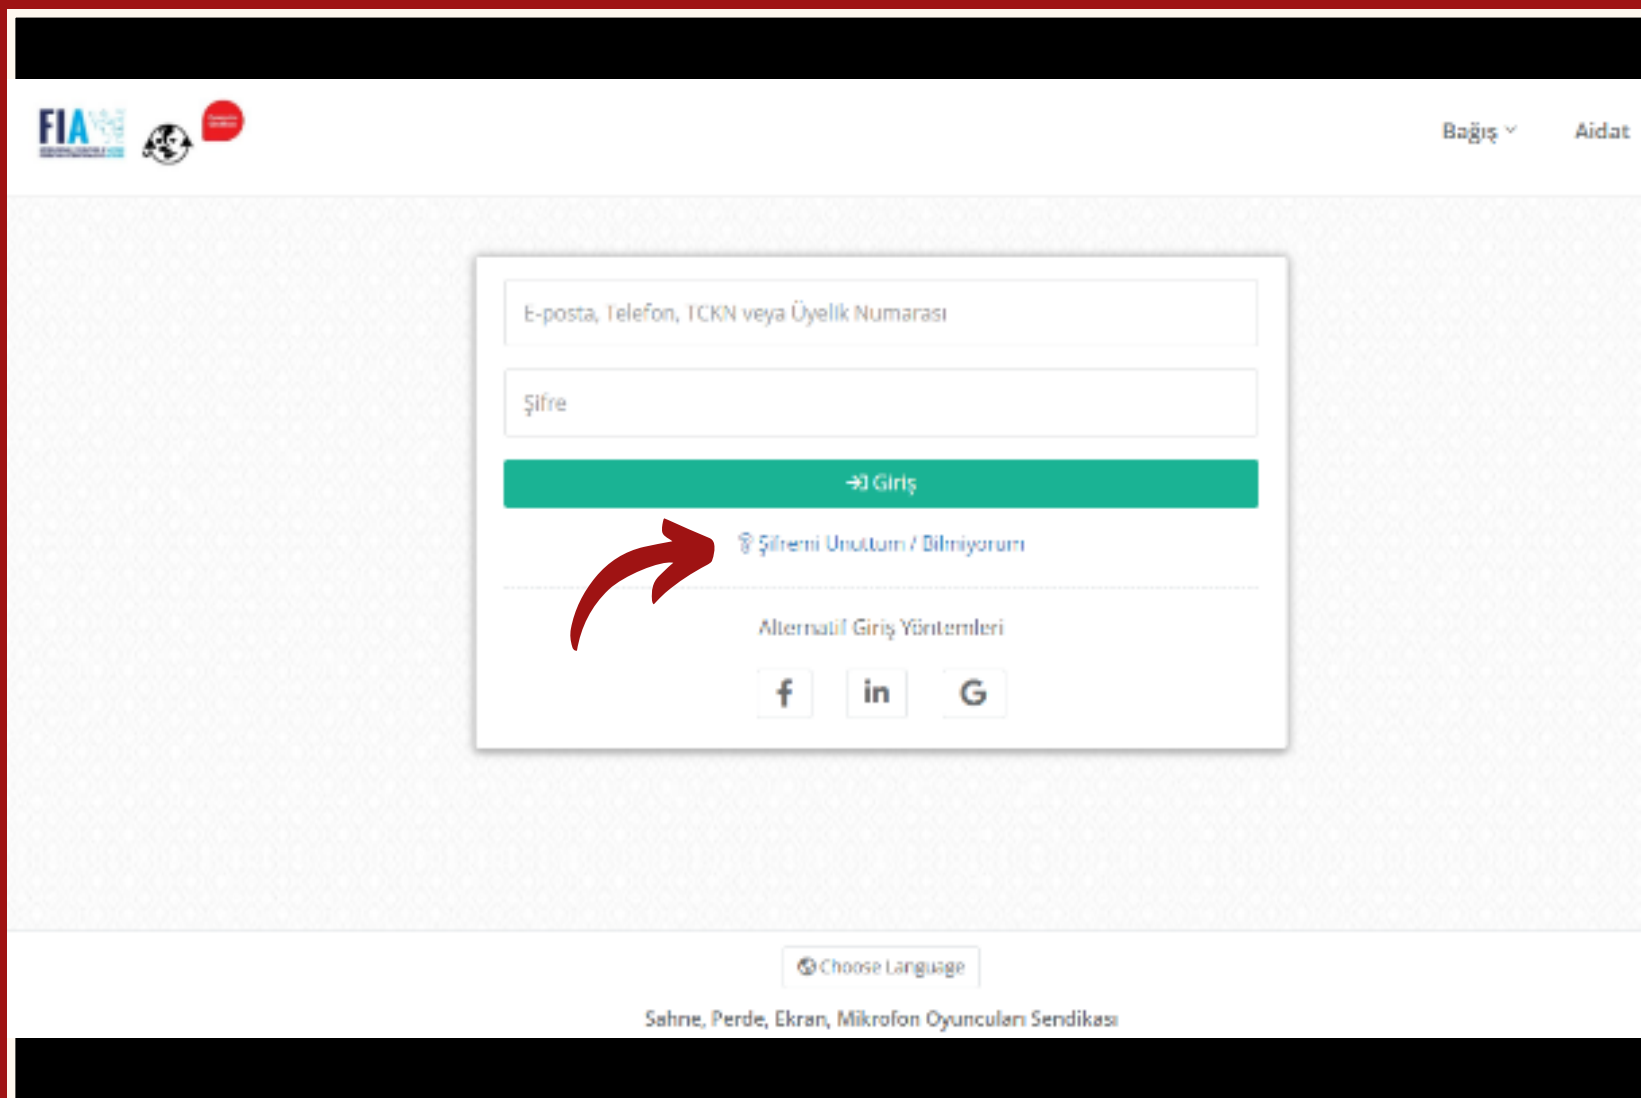 FIA
Bağış
Aidat
E-posta, Telefon, TCKN veya Üyelik Numarası
Şifre
Giriş
Şifremi Unuttum / Bilmiyorum
Alternatif Giriş Yöntemleri
f in G
Choose Language
Sahne, Perde, Ekran, Mikrofon Oyuncuları Sendikası